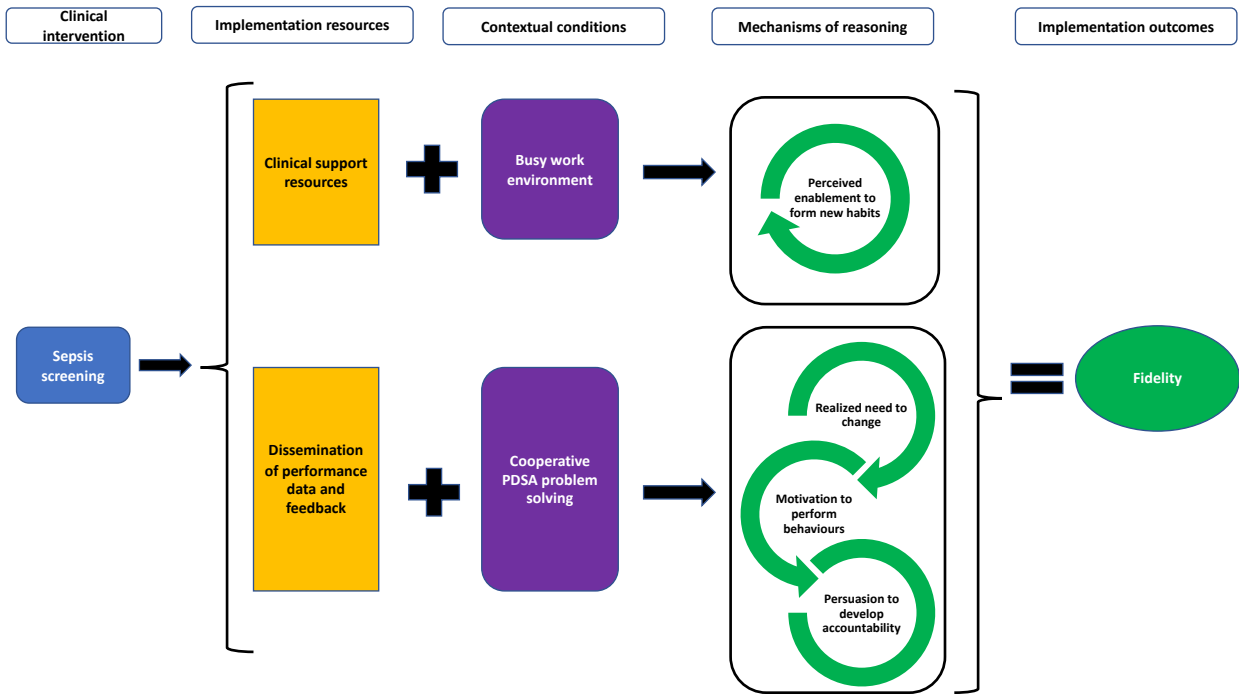 Clinical
intervention
Implementation resources
Contextual conditions
Mechanisms of reasoning
Implementation outcomes
Clinical support
resources
Busy work
environment
Perceived
enablement to
form new habits
Sepsis
screening
Dissemination
of performance
data and
feedback
Cooperative
PDSA problem
solving
Realized need to
change
Motivation to
perform
behaviours
Persuasion to
develop
accountability
Fidelity